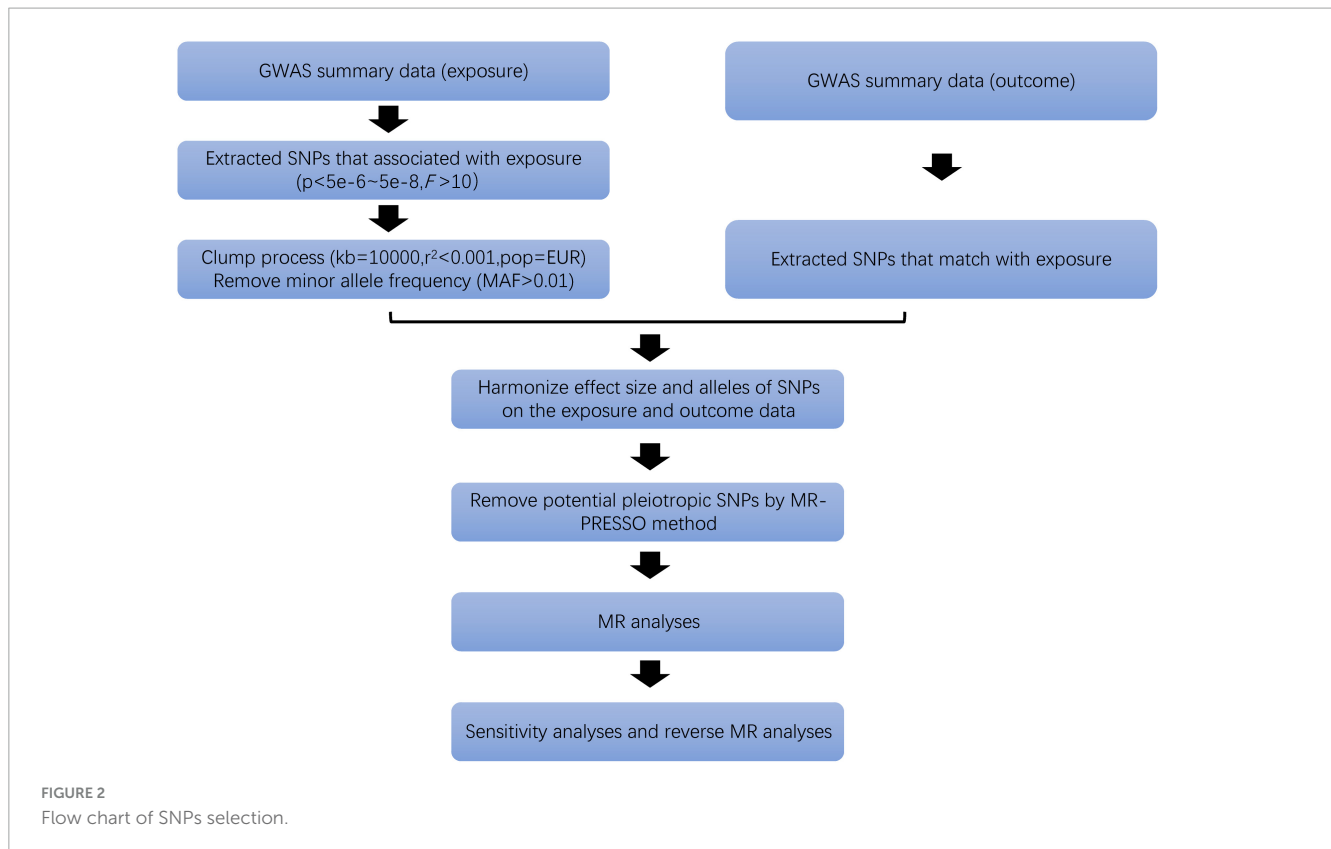 GWAS summary data (exposure)
Extracted SNPs that associated with exposure
(p<5e-6~5e-8,F>10)
Clump process (kb=10000,r²<0.001,pop=EUR)
Remove minor allele frequency (MAF>0.01)
GWAS summary data (outcome)
Extracted SNPs that match with exposure
Harmonize effect size and alleles of SNPs
on the exposure and outcome data
Remove potential pleiotropic SNPs by MR-
PRESSO method
MR analyses
Sensitivity analyses and reverse MR analyses
FIGURE 2
Flow chart of SNPs selection.